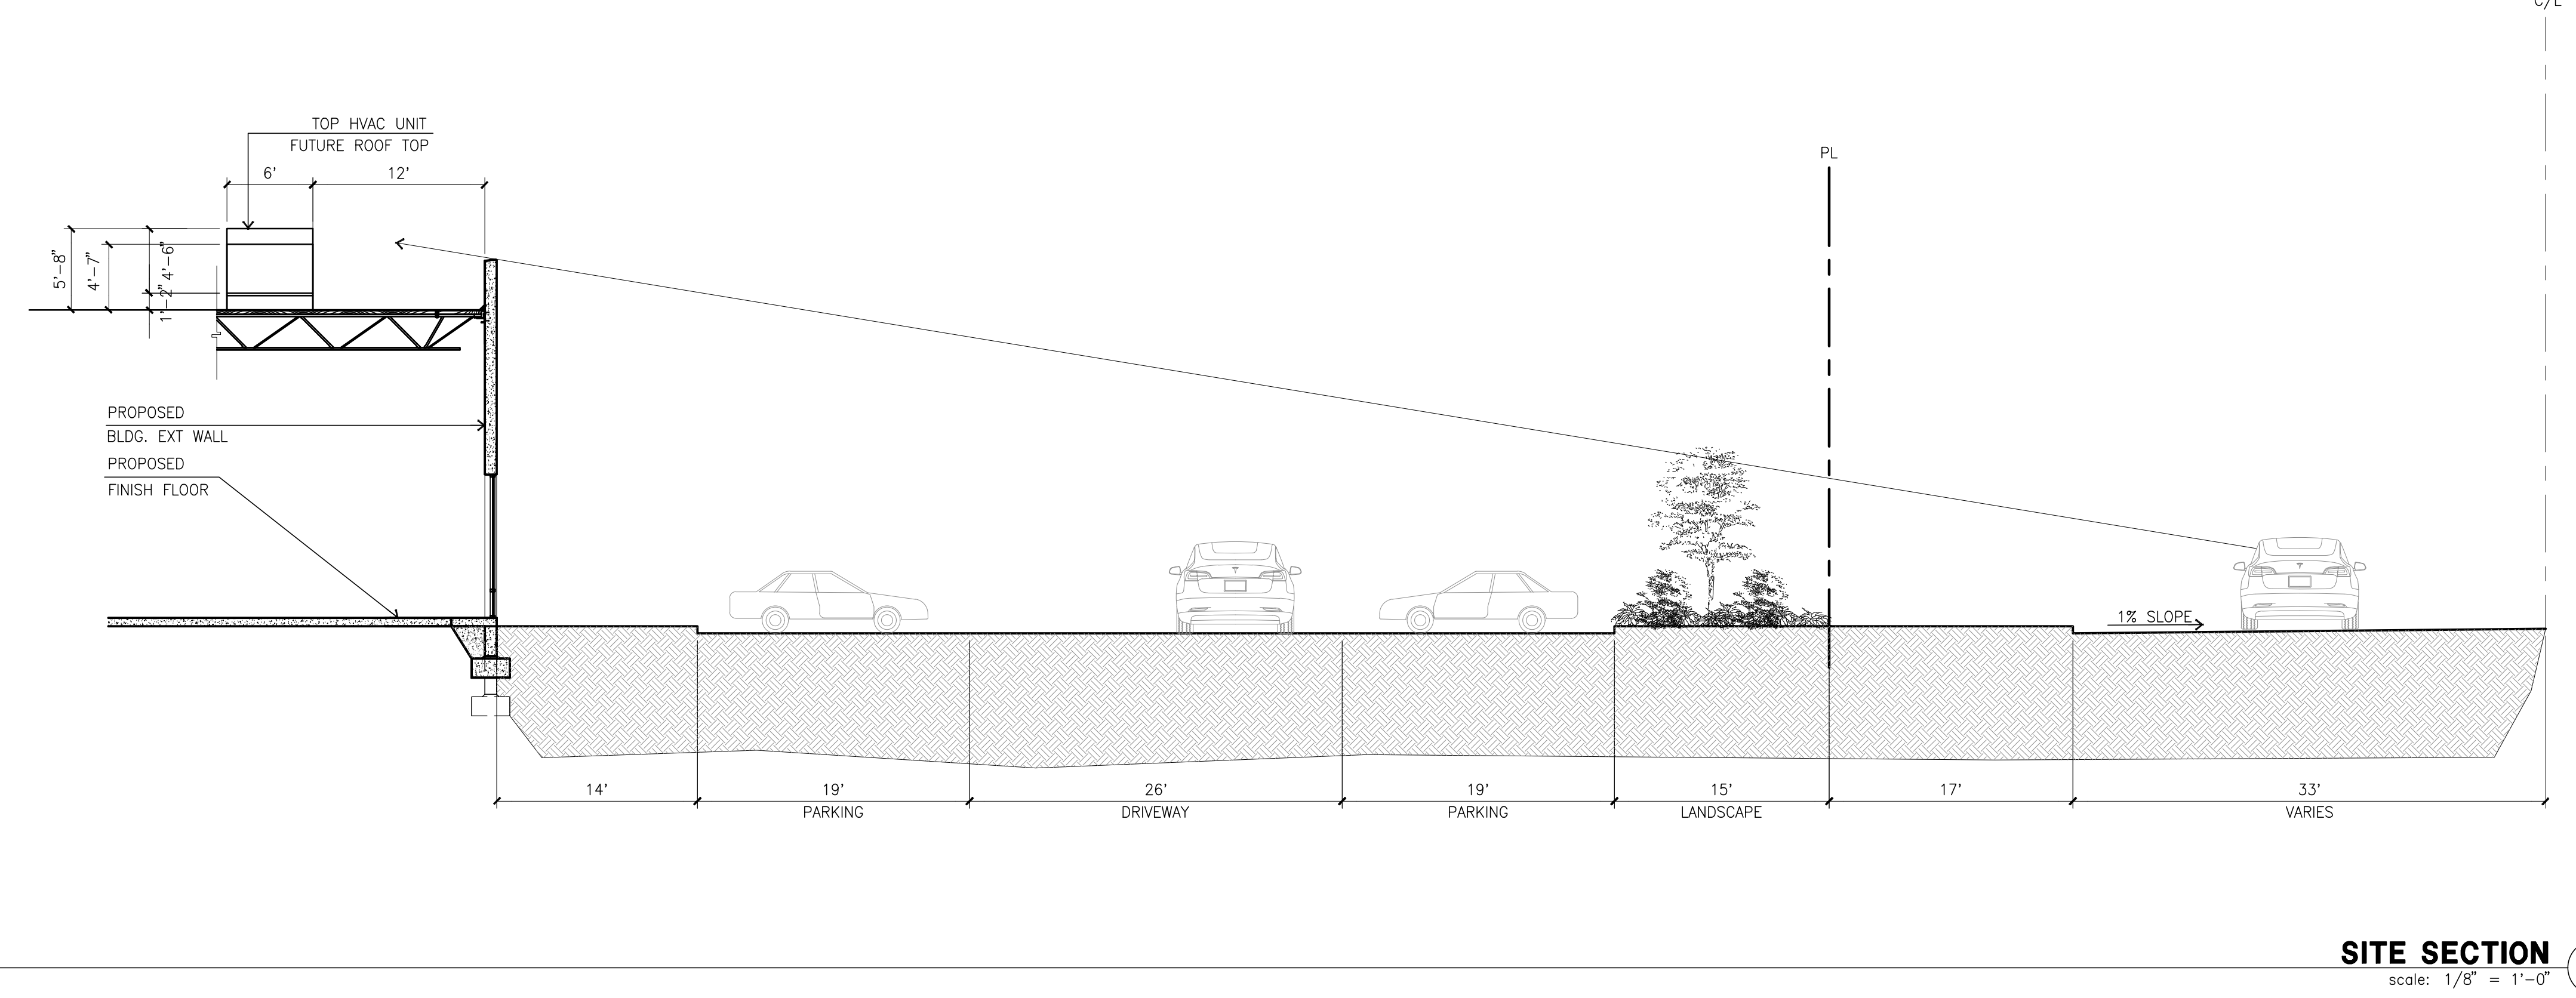 C/L
TOP HVAC UNIT
FUTURE ROOF TOP
6'
12'
PL
5'-8"
4'-7"
4'-6"
1'-2"
PROPOSED
BLDG. EXT WALL
PROPOSED
FINISH FLOOR
1% SLOPE
14'
19'
26'
19'
15'
17'
33'
PARKING
DRIVEWAY
PARKING
LANDSCAPE
VARIES
SITE SECTION
scale: 1/8" = 1'-0"